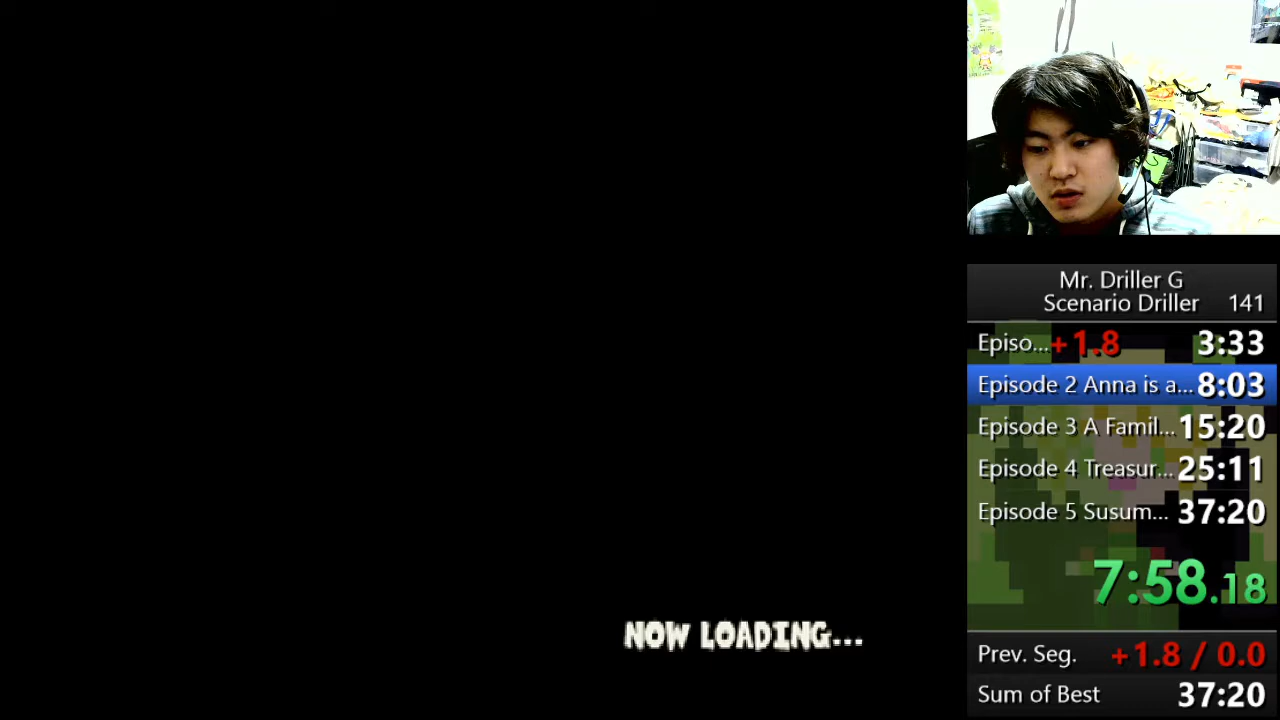 Mr. Driller G
Scenario Driller 141
Episo... +1.8 3:33
Episode 2 Anna is a... 8:03
Episode 3 A Famil... 15:20
Episode 4 Treasur... 25:11
Episode 5 Susum... 37:20
7:58.18
NOW LOADING...
Prev. Seg. +1.8 / 0.0
Sum of Best 37:20